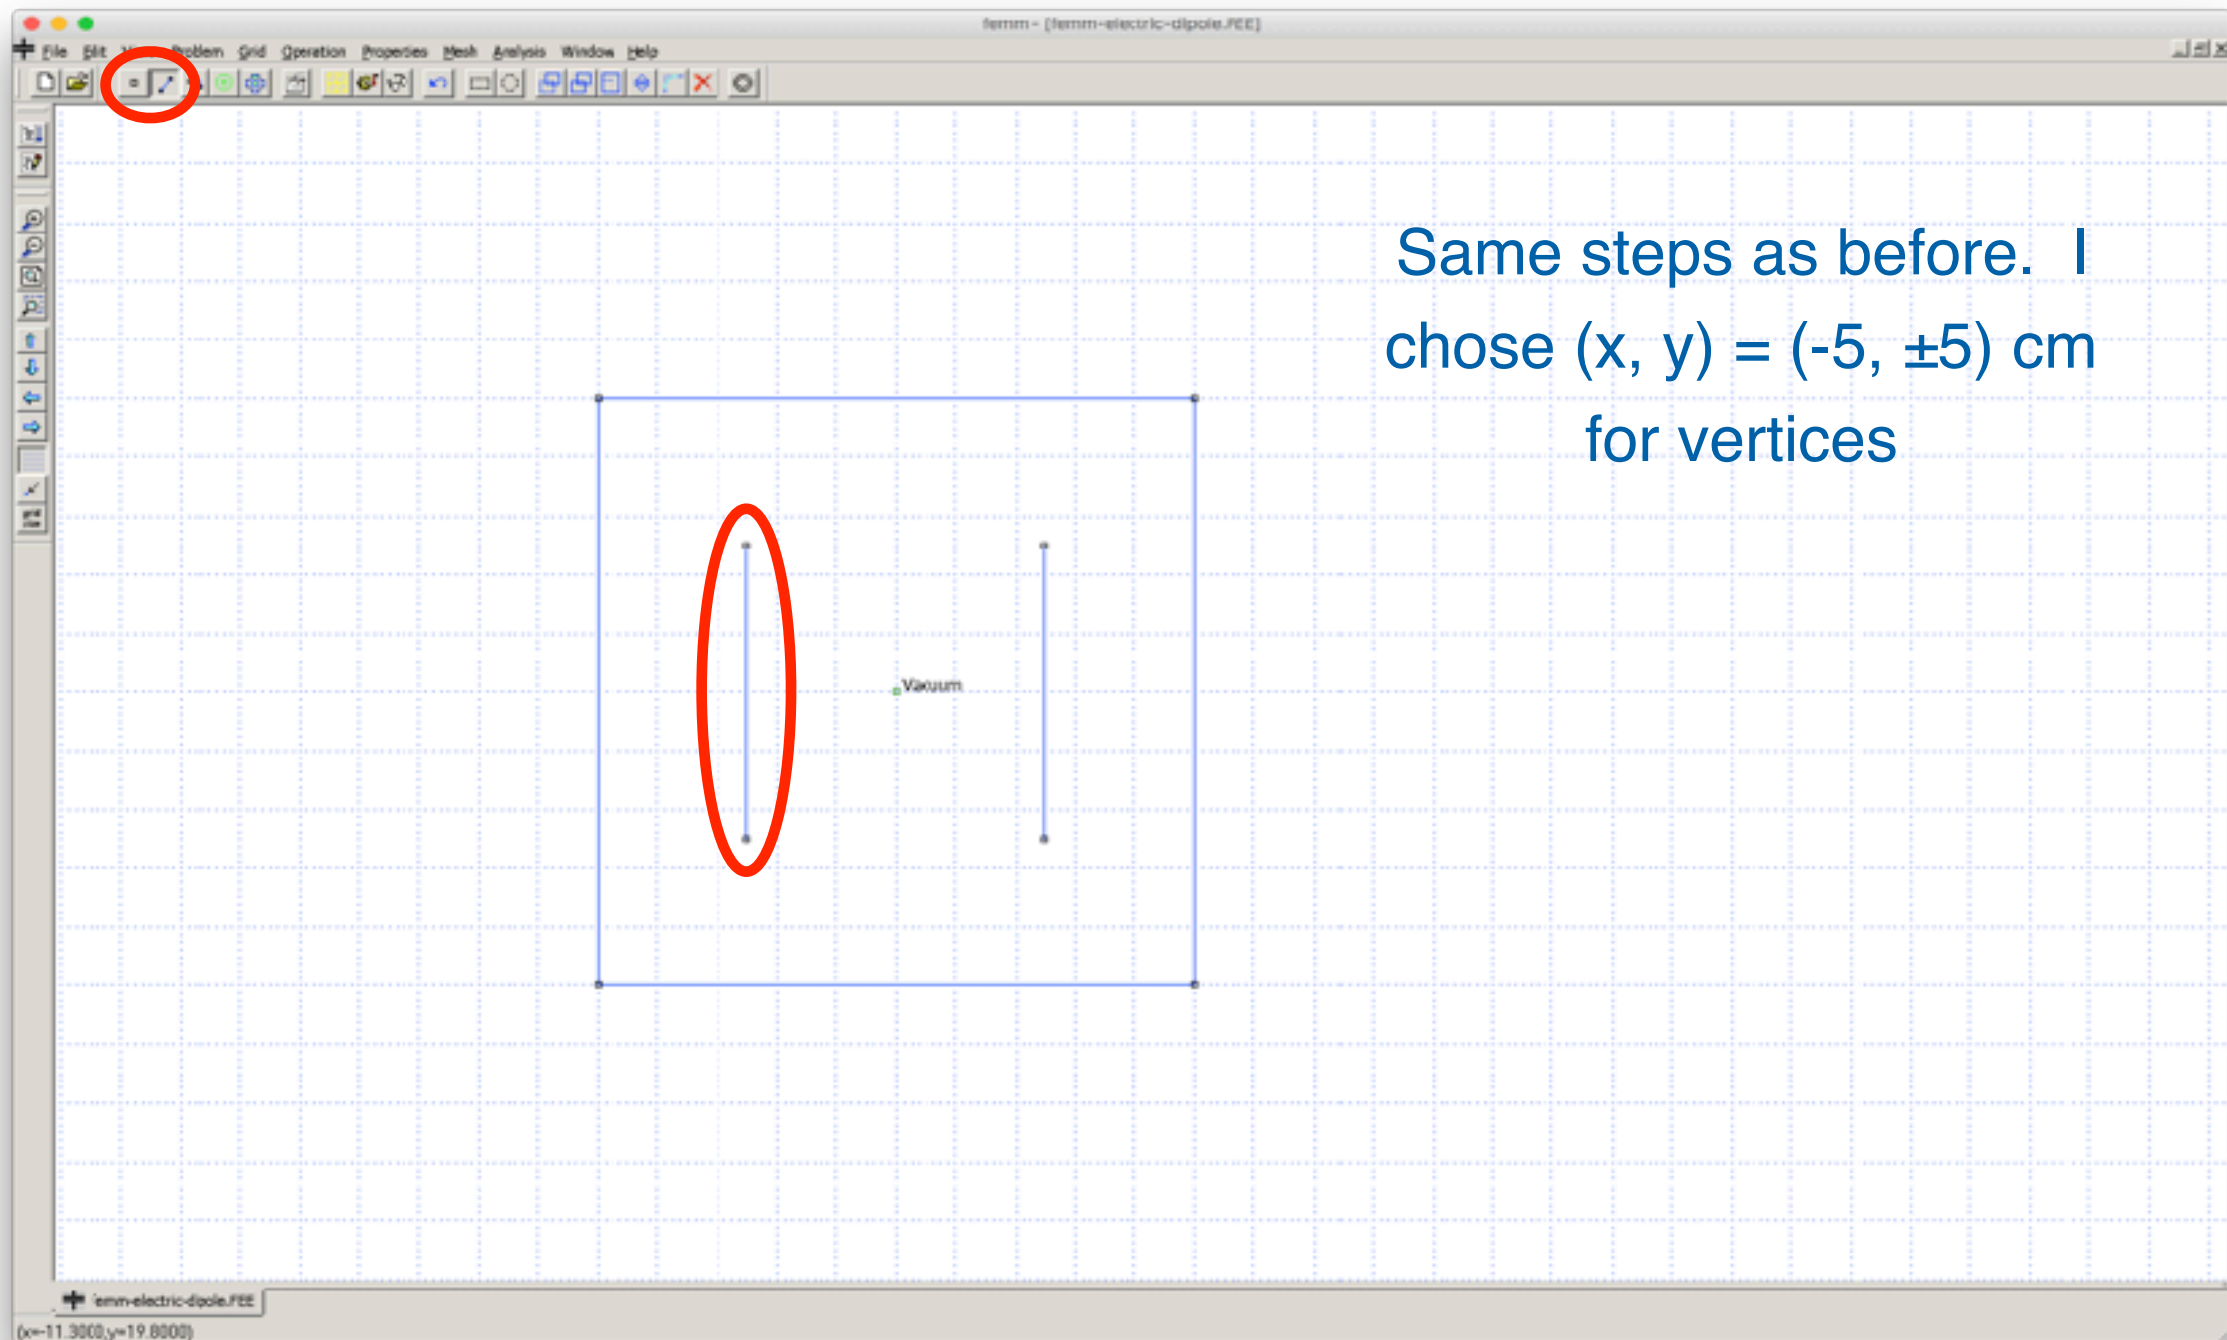 femm - [femm-electric-dipole.FEE]
File Edit Problem Grid Operation Properties Mesh Analysis Window Help
Same steps as before. I
chose (x, y) = (-5, ±5) cm
for vertices
Vacuum
femm-electric-dipole.FEE
(x=-11.3000,y=19.8000)